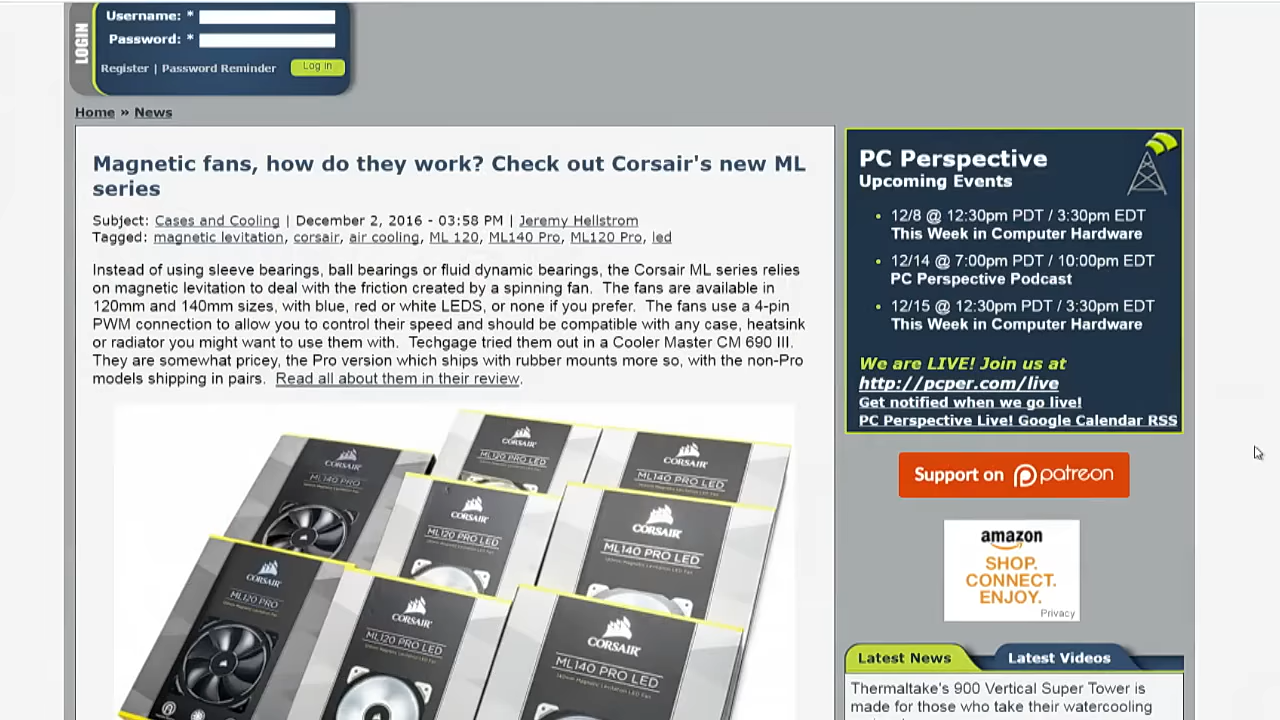 LOGIN
Username: *
Password: *
Register | Password Reminder
Log in
Home » News
Magnetic fans, how do they work? Check out Corsair's new ML
series
Subject: Cases and Cooling | December 2, 2016 - 03:58 PM | Jeremy Hellstrom
Tagged: magnetic levitation, corsair, air cooling, ML 120, ML140 Pro, ML120 Pro, led
Instead of using sleeve bearings, ball bearings or fluid dynamic bearings, the Corsair ML series relies
on magnetic levitation to deal with the friction created by a spinning fan. The fans are available in
120mm and 140mm sizes, with blue, red or white LEDS, or none if you prefer. The fans use a 4-pin
PWM connection to allow you to control their speed and should be compatible with any case, heatsink
or radiator you might want to use them with. Techgage tried them out in a Cooler Master CM 690 III.
They are somewhat pricey, the Pro version which ships with rubber mounts more so, with the non-Pro
models shipping in pairs. Read all about them in their review.
CORSAIR
ML120 PRO LED
CORSAIR
ML140 PRO LED
CORSAIR
ML140 PRO
CORSAIR
ML120 PRO LED
CORSAIR
ML140 PRO LED
CORSAIR
ML120 PRO
CORSAIR
ML120 PRO LED
CORSAIR
ML140 PRO LED
PC Perspective
Upcoming Events
12/8 @ 12:30pm PDT / 3:30pm EDT
This Week in Computer Hardware
12/14 @ 7:00pm PDT / 10:00pm EDT
PC Perspective Podcast
12/15 @ 12:30pm PDT / 3:30pm EDT
This Week in Computer Hardware
We are LIVE! Join us at
http://pcper.com/live
Get notified when we go live!
PC Perspective Live! Google Calendar RSS
Support on patreon
amazon
SHOP.
CONNECT.
ENJOY.
Privacy
Latest News
Latest Videos
Thermaltake's 900 Vertical Super Tower is
made for those who take their watercooling